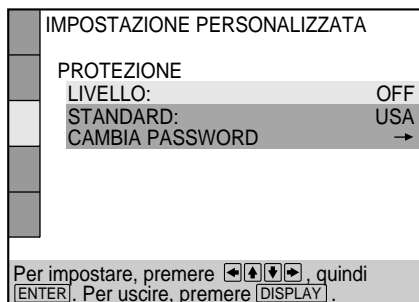 IMPOSTAZIONE PERSONALIZZATA
PROTEZIONE
LIVELLO: OFF
STANDARD: USA
CAMBIA PASSWORD →
Per impostare, premere ←↑↓→ , quindi
ENTER. Per uscire, premere DISPLAY .